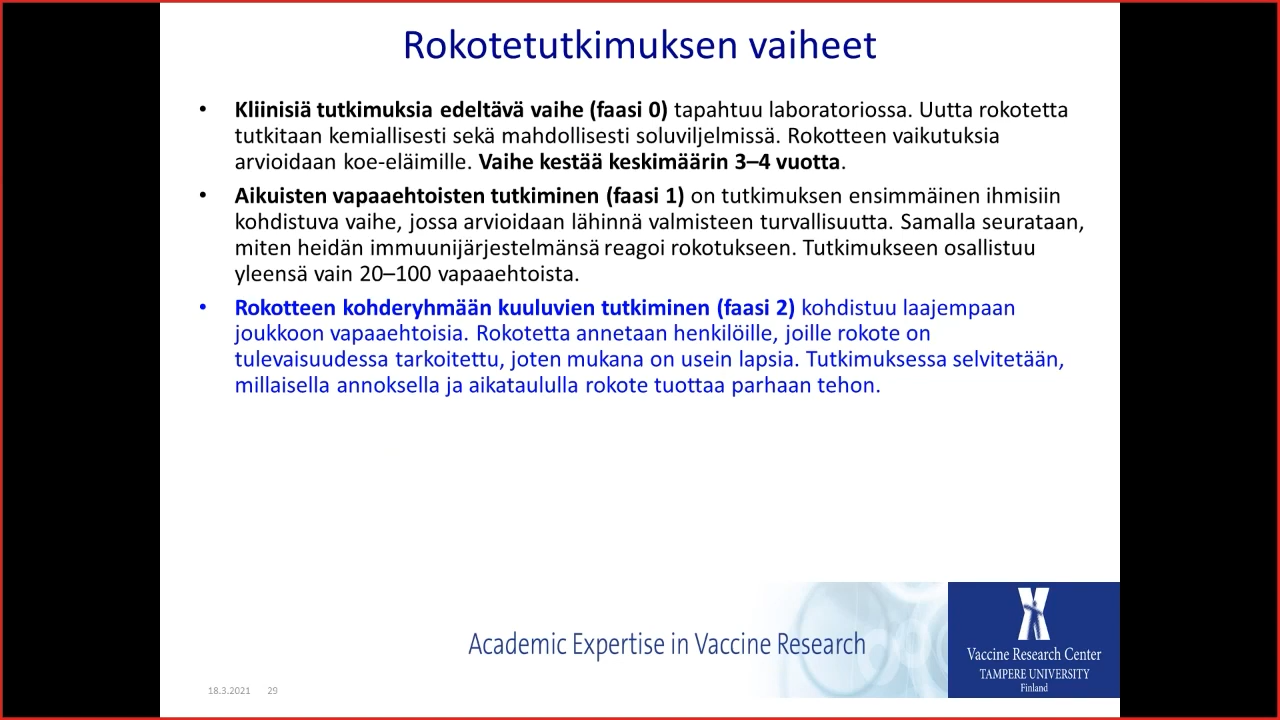 Rokotetutkimuksen vaiheet
• Kliinisiä tutkimuksia edeltävä vaihe (faasi 0) tapahtuu laboratoriossa. Uutta rokotetta
tutkitaan kemiallisesti sekä mahdollisesti soluviljelmissä. Rokotteen vaikutuksia
arvioidaan koe-eläimille. Vaihe kestää keskimäärin 3–4 vuotta.
• Aikuisten vapaaehtoisten tutkiminen (faasi 1) on tutkimuksen ensimmäinen ihmisiin
kohdistuva vaihe, jossa arvioidaan lähinnä valmisteen turvallisuutta. Samalla seurataan,
miten heidän immuunijärjestelmänsä reagoi rokotukseen. Tutkimukseen osallistuu
yleensä vain 20–100 vapaaehtoista.
• Rokotteen kohderyhmään kuuluvien tutkiminen (faasi 2) kohdistuu laajempaan
joukkoon vapaaehtoisia. Rokotetta annetaan henkilöille, joille rokote on
tulevaisuudessa tarkoitettu, joten mukana on usein lapsia. Tutkimuksessa selvitetään,
millaisella annoksella ja aikataululla rokote tuottaa parhaan tehon.
Academic Expertise in Vaccine Research
Vaccine Research Center
TAMPERE UNIVERSITY
Finland
18.3.2021 29